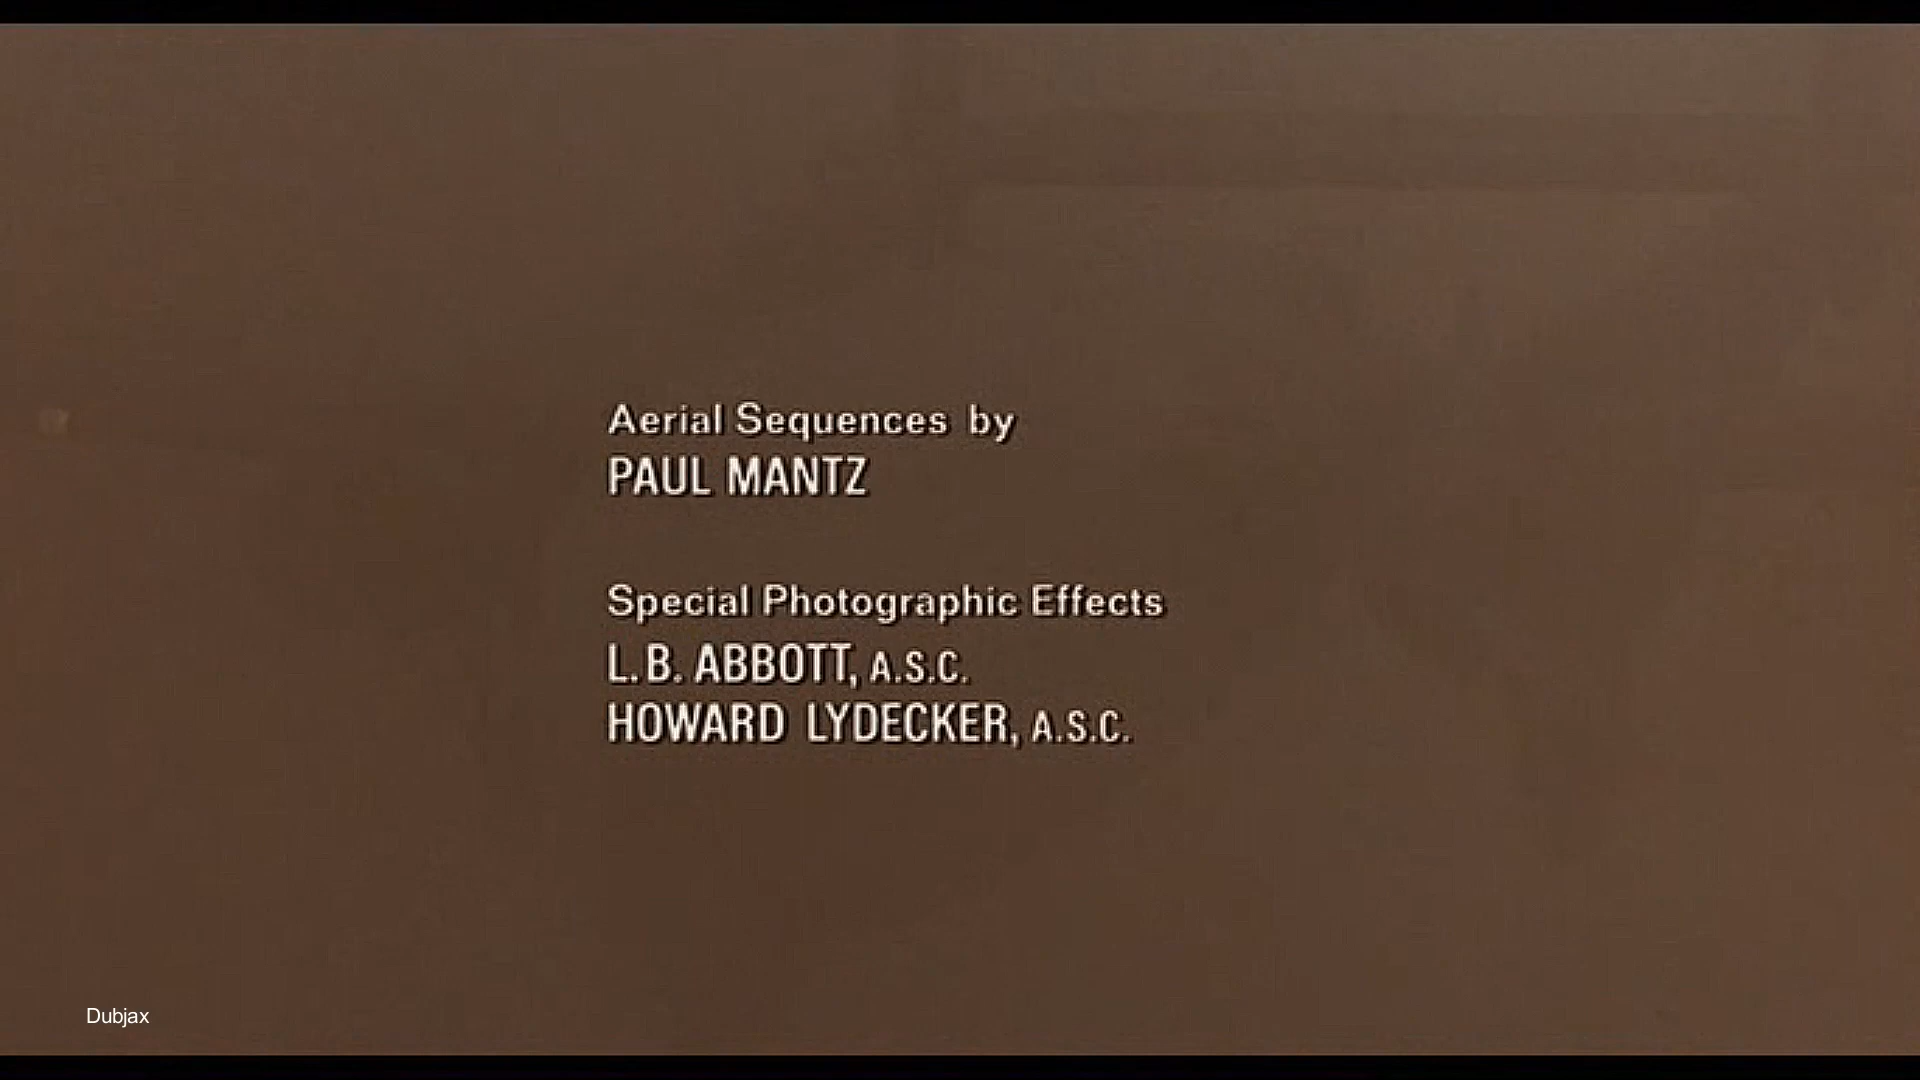 Aerial Sequences by
PAUL MANTZ
Special Photographic Effects
L.B. ABBOTT, A.S.C.
HOWARD LYDECKER, A.S.C.
Dubjax